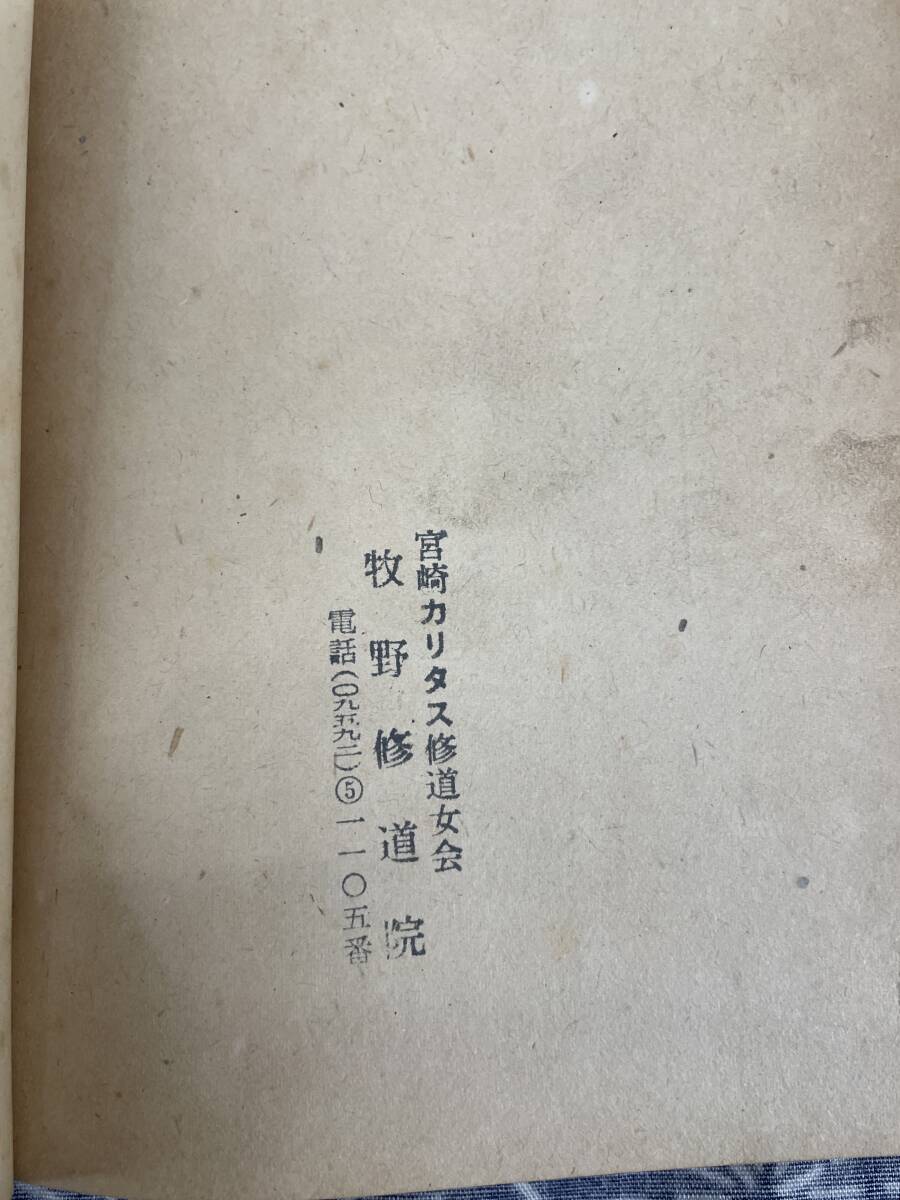 宮崎カリタス修道女会
牧野修道院
電話(〇九五九二)⑤一一〇五番